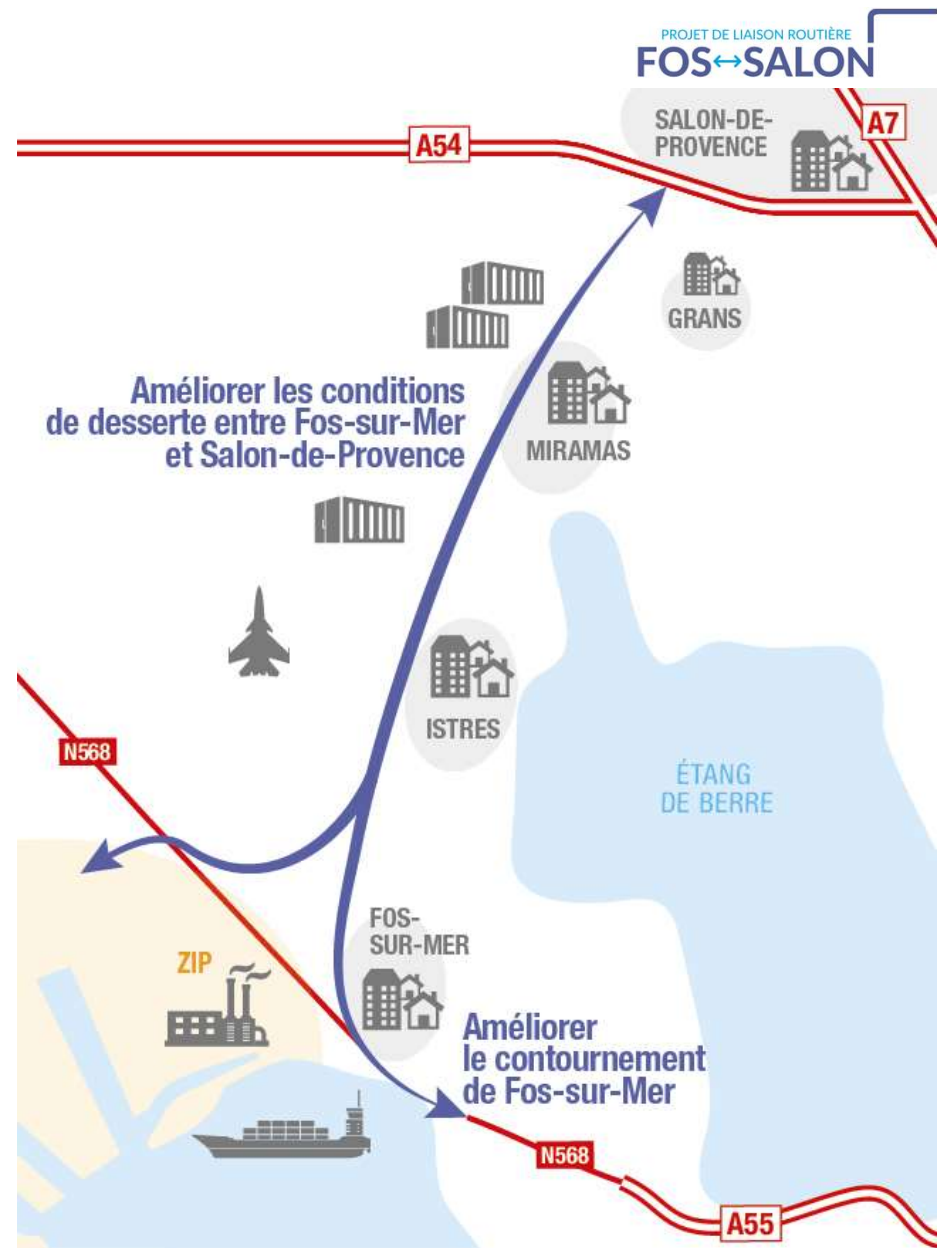 PROJET DE LIAISON ROUTIÈRE
FOS↔SALON
SALON-DE-
PROVENCE
A7
A54
GRANS
Améliorer les conditions
de desserte entre Fos-sur-Mer
et Salon-de-Provence
MIRAMAS
ISTRES
N568
ÉTANG
DE BERRE
FOS-
SUR-MER
ZIP
Améliorer
le contournement
de Fos-sur-Mer
N568
A55